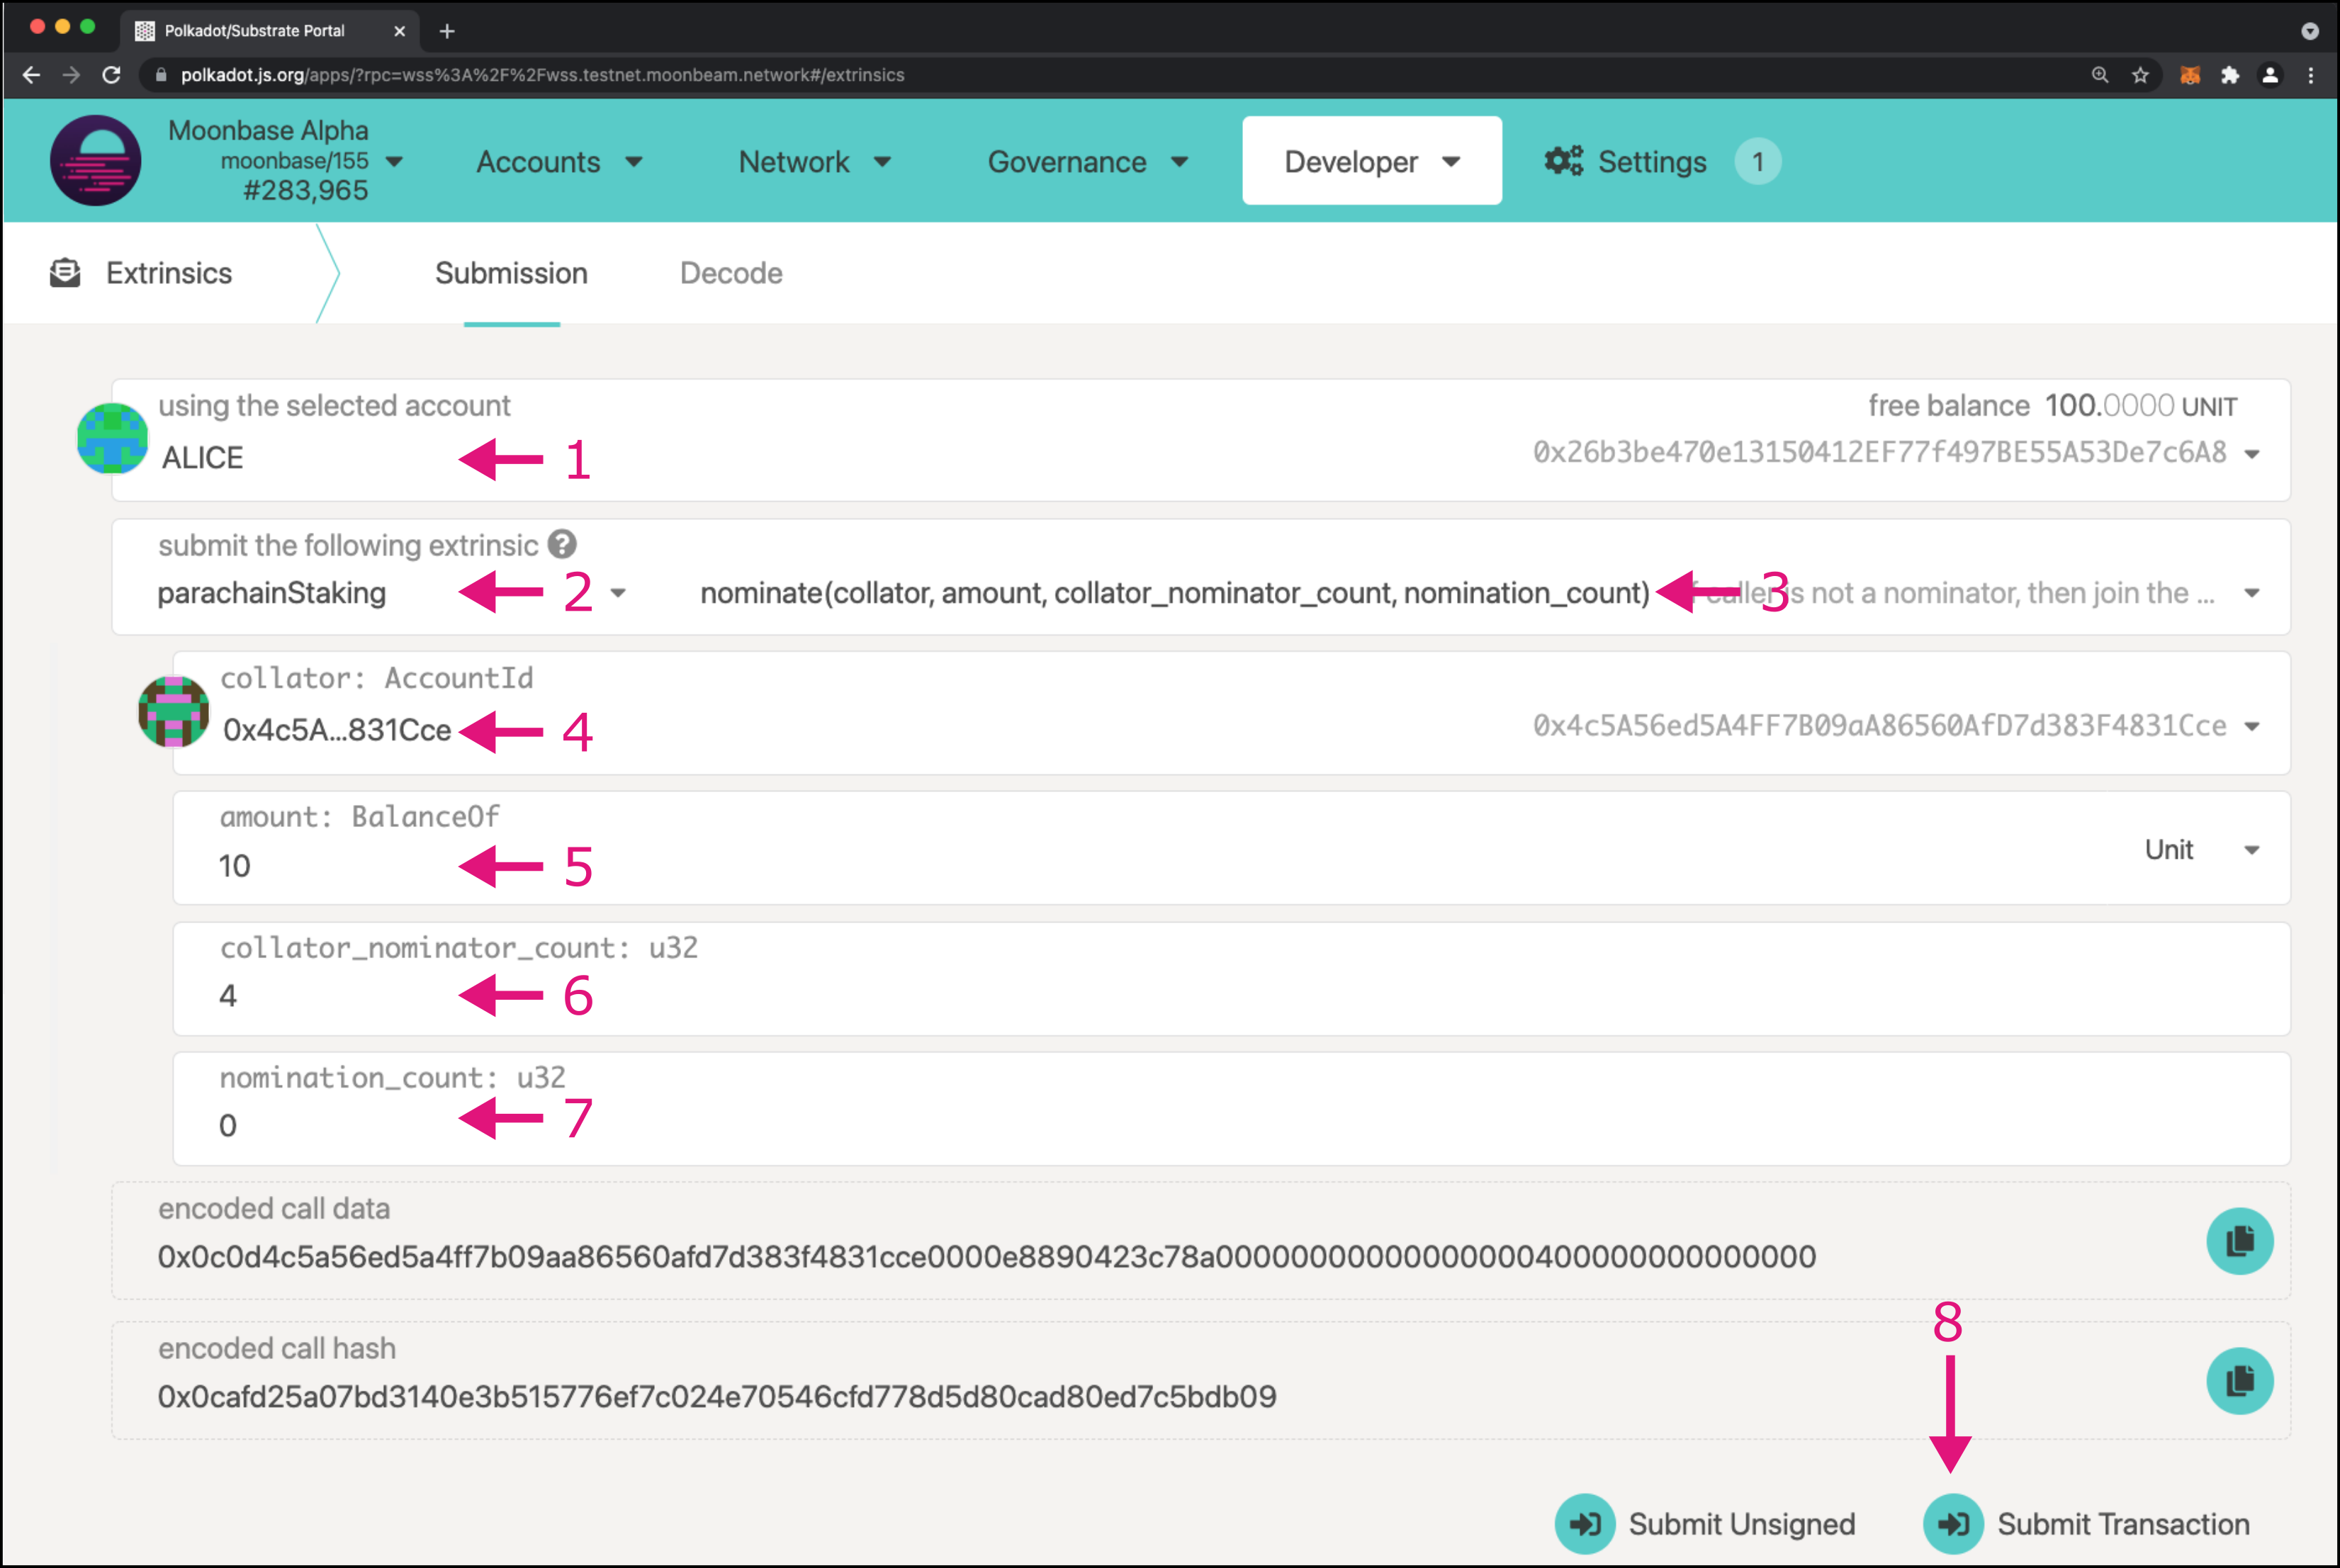 Polkadot/Substrate Portal
polkadot.js.org/apps/?rpc=wss%3A%2F%2Fwss.testnet.moonbeam.network#/extrinsics
Moonbase Alpha
moonbase/155
#283,965
Accounts
Network
Governance
Developer
Settings
1
Extrinsics
Submission
Decode
using the selected account
free balance 100.0000 UNIT
ALICE
1
0x26b3be470e13150412EF77f497BE55A53De7c6A8
submit the following extrinsic ?
parachainStaking
2
nominate(collator, amount, collator_nominator_count, nomination_count)
3
not a nominator, then join the ...
collator: AccountId
0x4c5A...831Cce
4
0x4c5A56ed5A4FF7B09aA86560AfD7d383F4831Cce
amount: BalanceOf
10
5
Unit
collator_nominator_count: u32
4
6
nomination_count: u32
0
7
encoded call data
0x0c0d4c5a56ed5a4ff7b09aa86560afd7d383f4831cce0000e8890423c78a00000000000000000400000000000000
encoded call hash
0x0cafd25a07bd3140e3b515776ef7c024e70546cfd778d5d80cad80ed7c5bdb09
8
Submit Unsigned
Submit Transaction